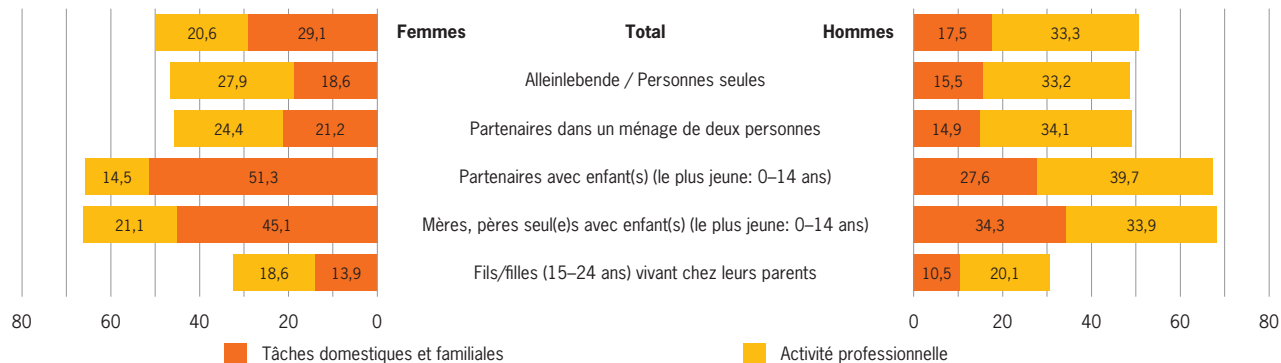 20,6 29,1 Femmes Total Hommes 17,5 33,3
27,9 18,6 Alleinlebende / Personnes seules 15,5 33,2
24,4 21,2 Partenaires dans un ménage de deux personnes 14,9 34,1
14,5 51,3 Partenaires avec enfant(s) (le plus jeune: 0–14 ans) 27,6 39,7
21,1 45,1 Mères, pères seul(e)s avec enfant(s) (le plus jeune: 0–14 ans) 34,3 33,9
18,6 13,9 Fils/filles (15–24 ans) vivant chez leurs parents 10,5 20,1
80 60 40 20 0 0 20 40 60 80
Tâches domestiques et familiales Activité professionnelle